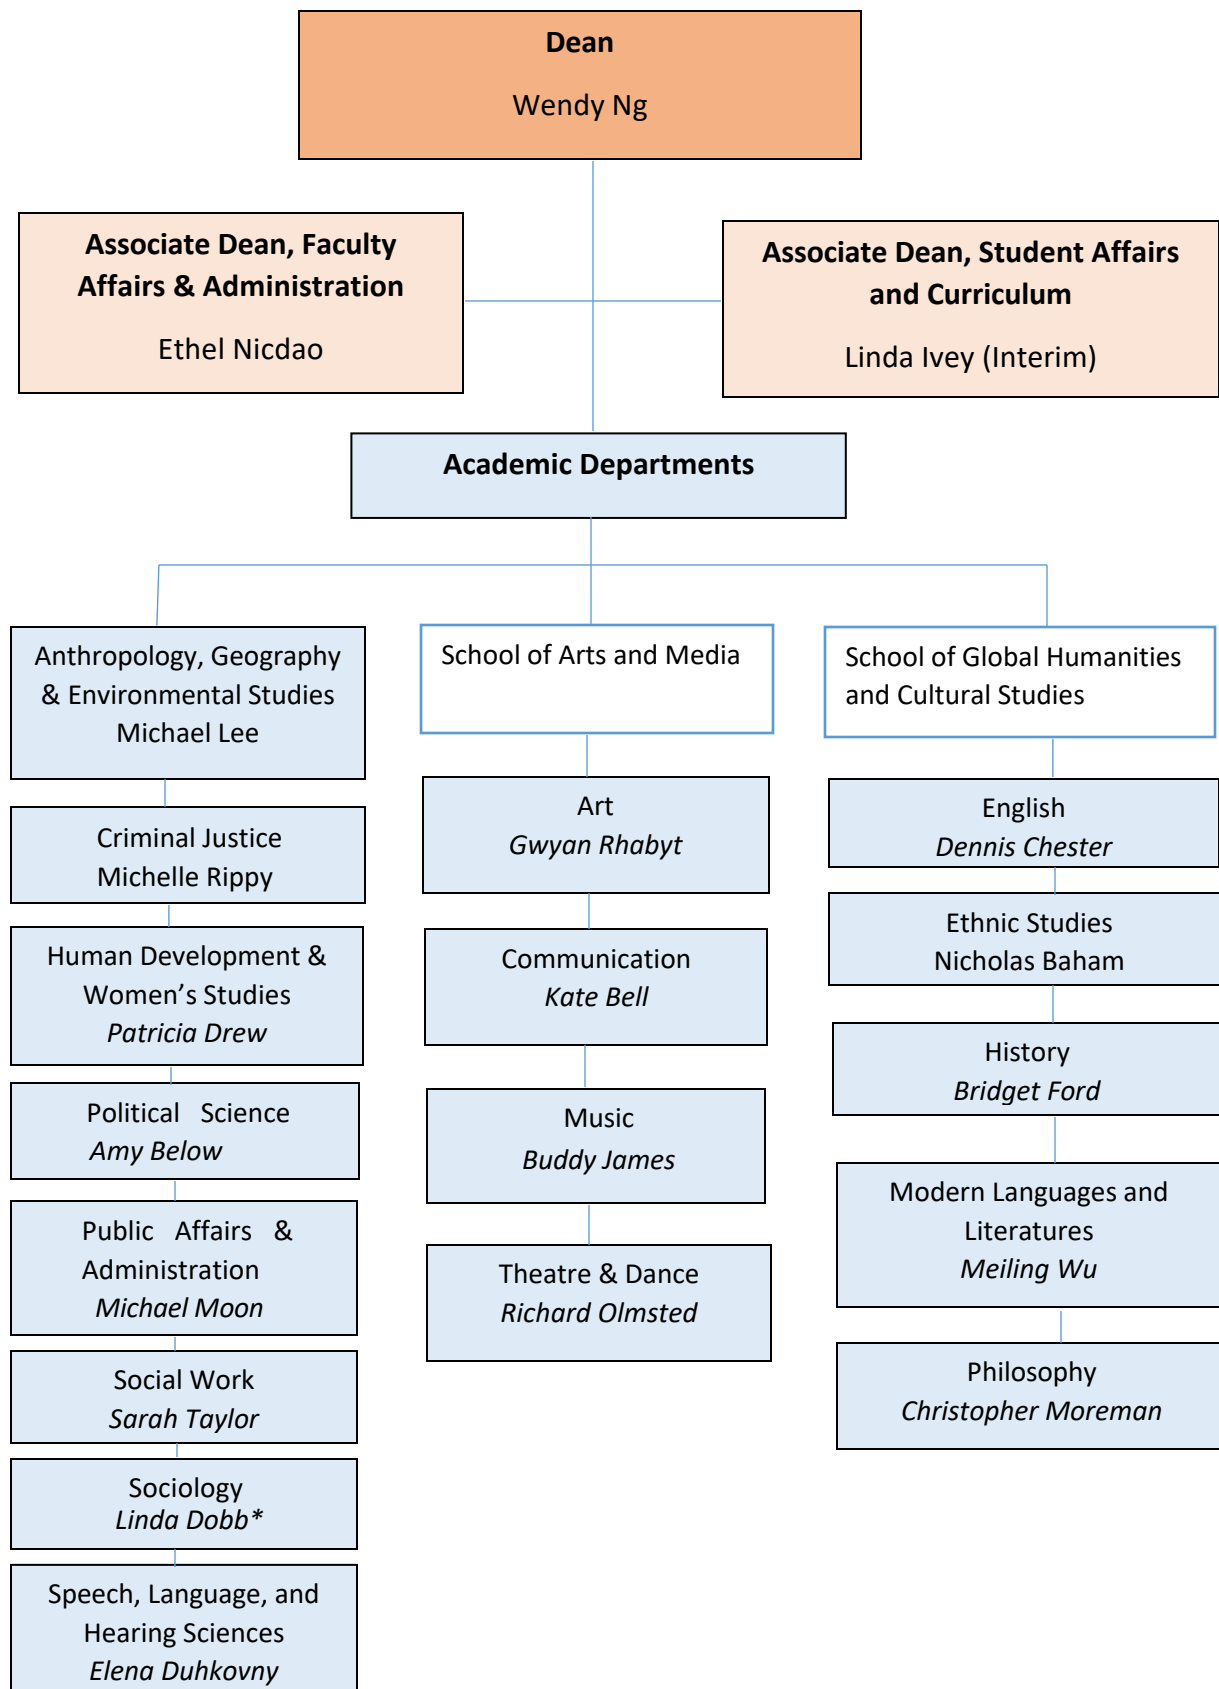 Dean
Wendy Ng
Associate Dean, Faculty
Affairs & Administration
Ethel Nicdao
Associate Dean, Student Affairs
and Curriculum
Linda Ivey (Interim)
Academic Departments
Anthropology, Geography
& Environmental Studies
Michael Lee
Criminal Justice
Michelle Rippy
Human Development &
Women’s Studies
Patricia Drew
Political Science
Amy Below
Public Affairs &
Administration
Michael Moon
Social Work
Sarah Taylor
Sociology
Linda Dobb*
Speech, Language, and
Hearing Sciences
Elena Duhkovny
School of Arts and Media
Art
Gwyan Rhabyt
Communication
Kate Bell
Music
Buddy James
Theatre & Dance
Richard Olmsted
School of Global Humanities
and Cultural Studies
English
Dennis Chester
Ethnic Studies
Nicholas Baham
History
Bridget Ford
Modern Languages and
Literatures
Meiling Wu
Philosophy
Christopher Moreman